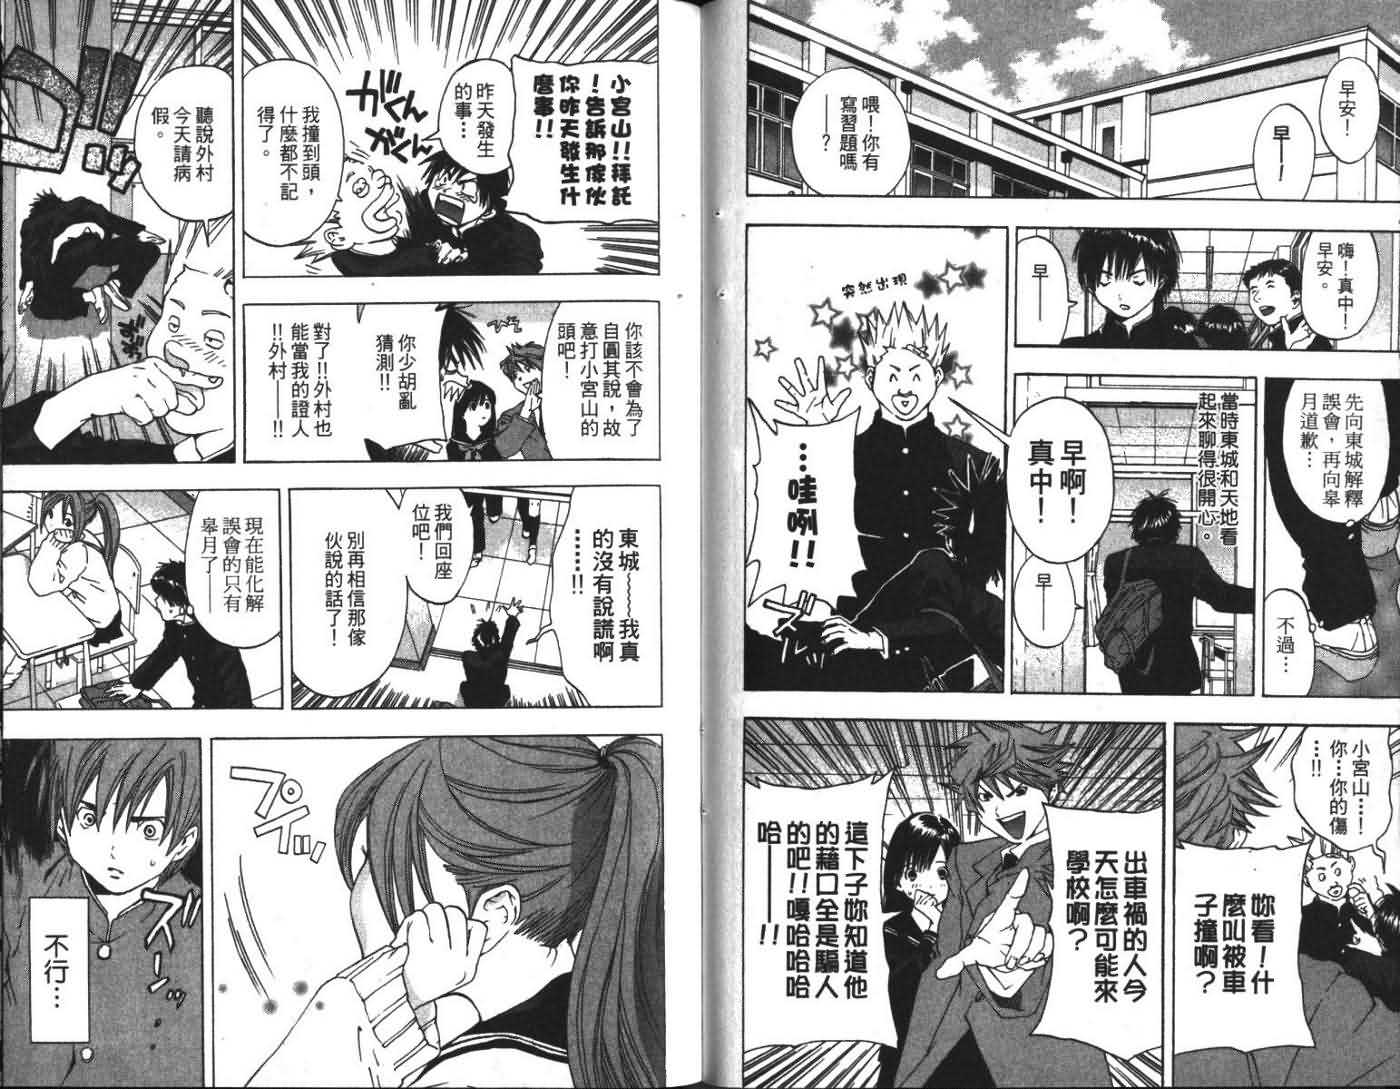 早安！
早——！
喂！你有
寫習題嗎
——？
嗨！真中！
早安。
早——
先向東城解釋
誤會，再向皋
月道歉…
不過…
當時東城和天地看
起來聊得很開心。
早——
早啊！
真中！
突然出現
…哇咧!!
小宮山…！
你…你的傷
…!!
妳看！什
麼叫被車
子撞啊？
出車禍的人今
天怎麼可能來
學校啊？
這下子妳知道他
的藉口全是騙人
的吧!!嘎哈哈哈
哈——!!
小宮山!!拜託
！告訴那傢伙
你昨天發生什
麼事!!
昨天發生
的事…
ガくん
がくん
我撞到頭，
什麼都不記
得了。
聽說外村
今天請病
假。
你該不會為了
自圓其說，故
意打小宮山的
頭吧！
你少胡亂
猜測!!
對了!!外村也
能當我的證人
!!外村——!!
東城～～我真
的沒有說謊啊
……!!
我們回座
位吧！
別再相信那傢
伙說的話了！
現在能化解
誤會的只有
皋月了——
プイッ
不行…